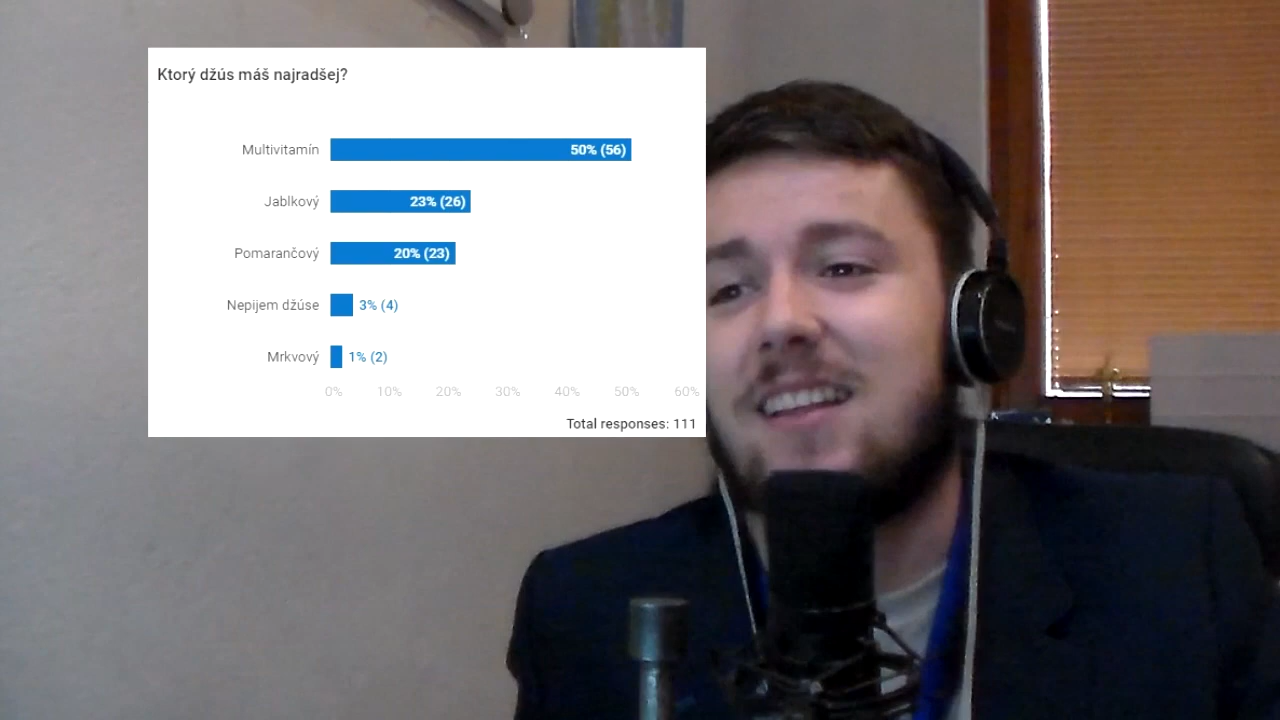 Ktorý džús máš najradšej?
Multivitamín 50% (56)
Jablkový 23% (26)
Pomarančový 20% (23)
Nepijem džúse 3% (4)
Mrkvový 1% (2)
0% 10% 20% 30% 40% 50% 60%
Total responses: 111